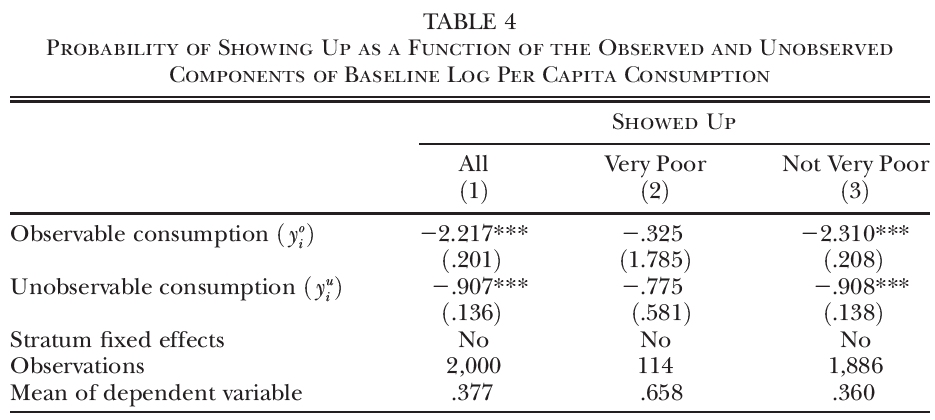 TABLE 4
Probability of Showing Up as a Function of the Observed and Unobserved
Components of Baseline Log Per Capita Consumption
Showed Up
All Very Poor Not Very Poor
(1) (2) (3)
Observable consumption (y_i^o) −2.217*** −.325 −2.310***
(.201) (1.785) (.208)
Unobservable consumption (y_i^u) −.907*** −.775 −.908***
(.136) (.581) (.138)
Stratum fixed effects No No No
Observations 2,000 114 1,886
Mean of dependent variable .377 .658 .360